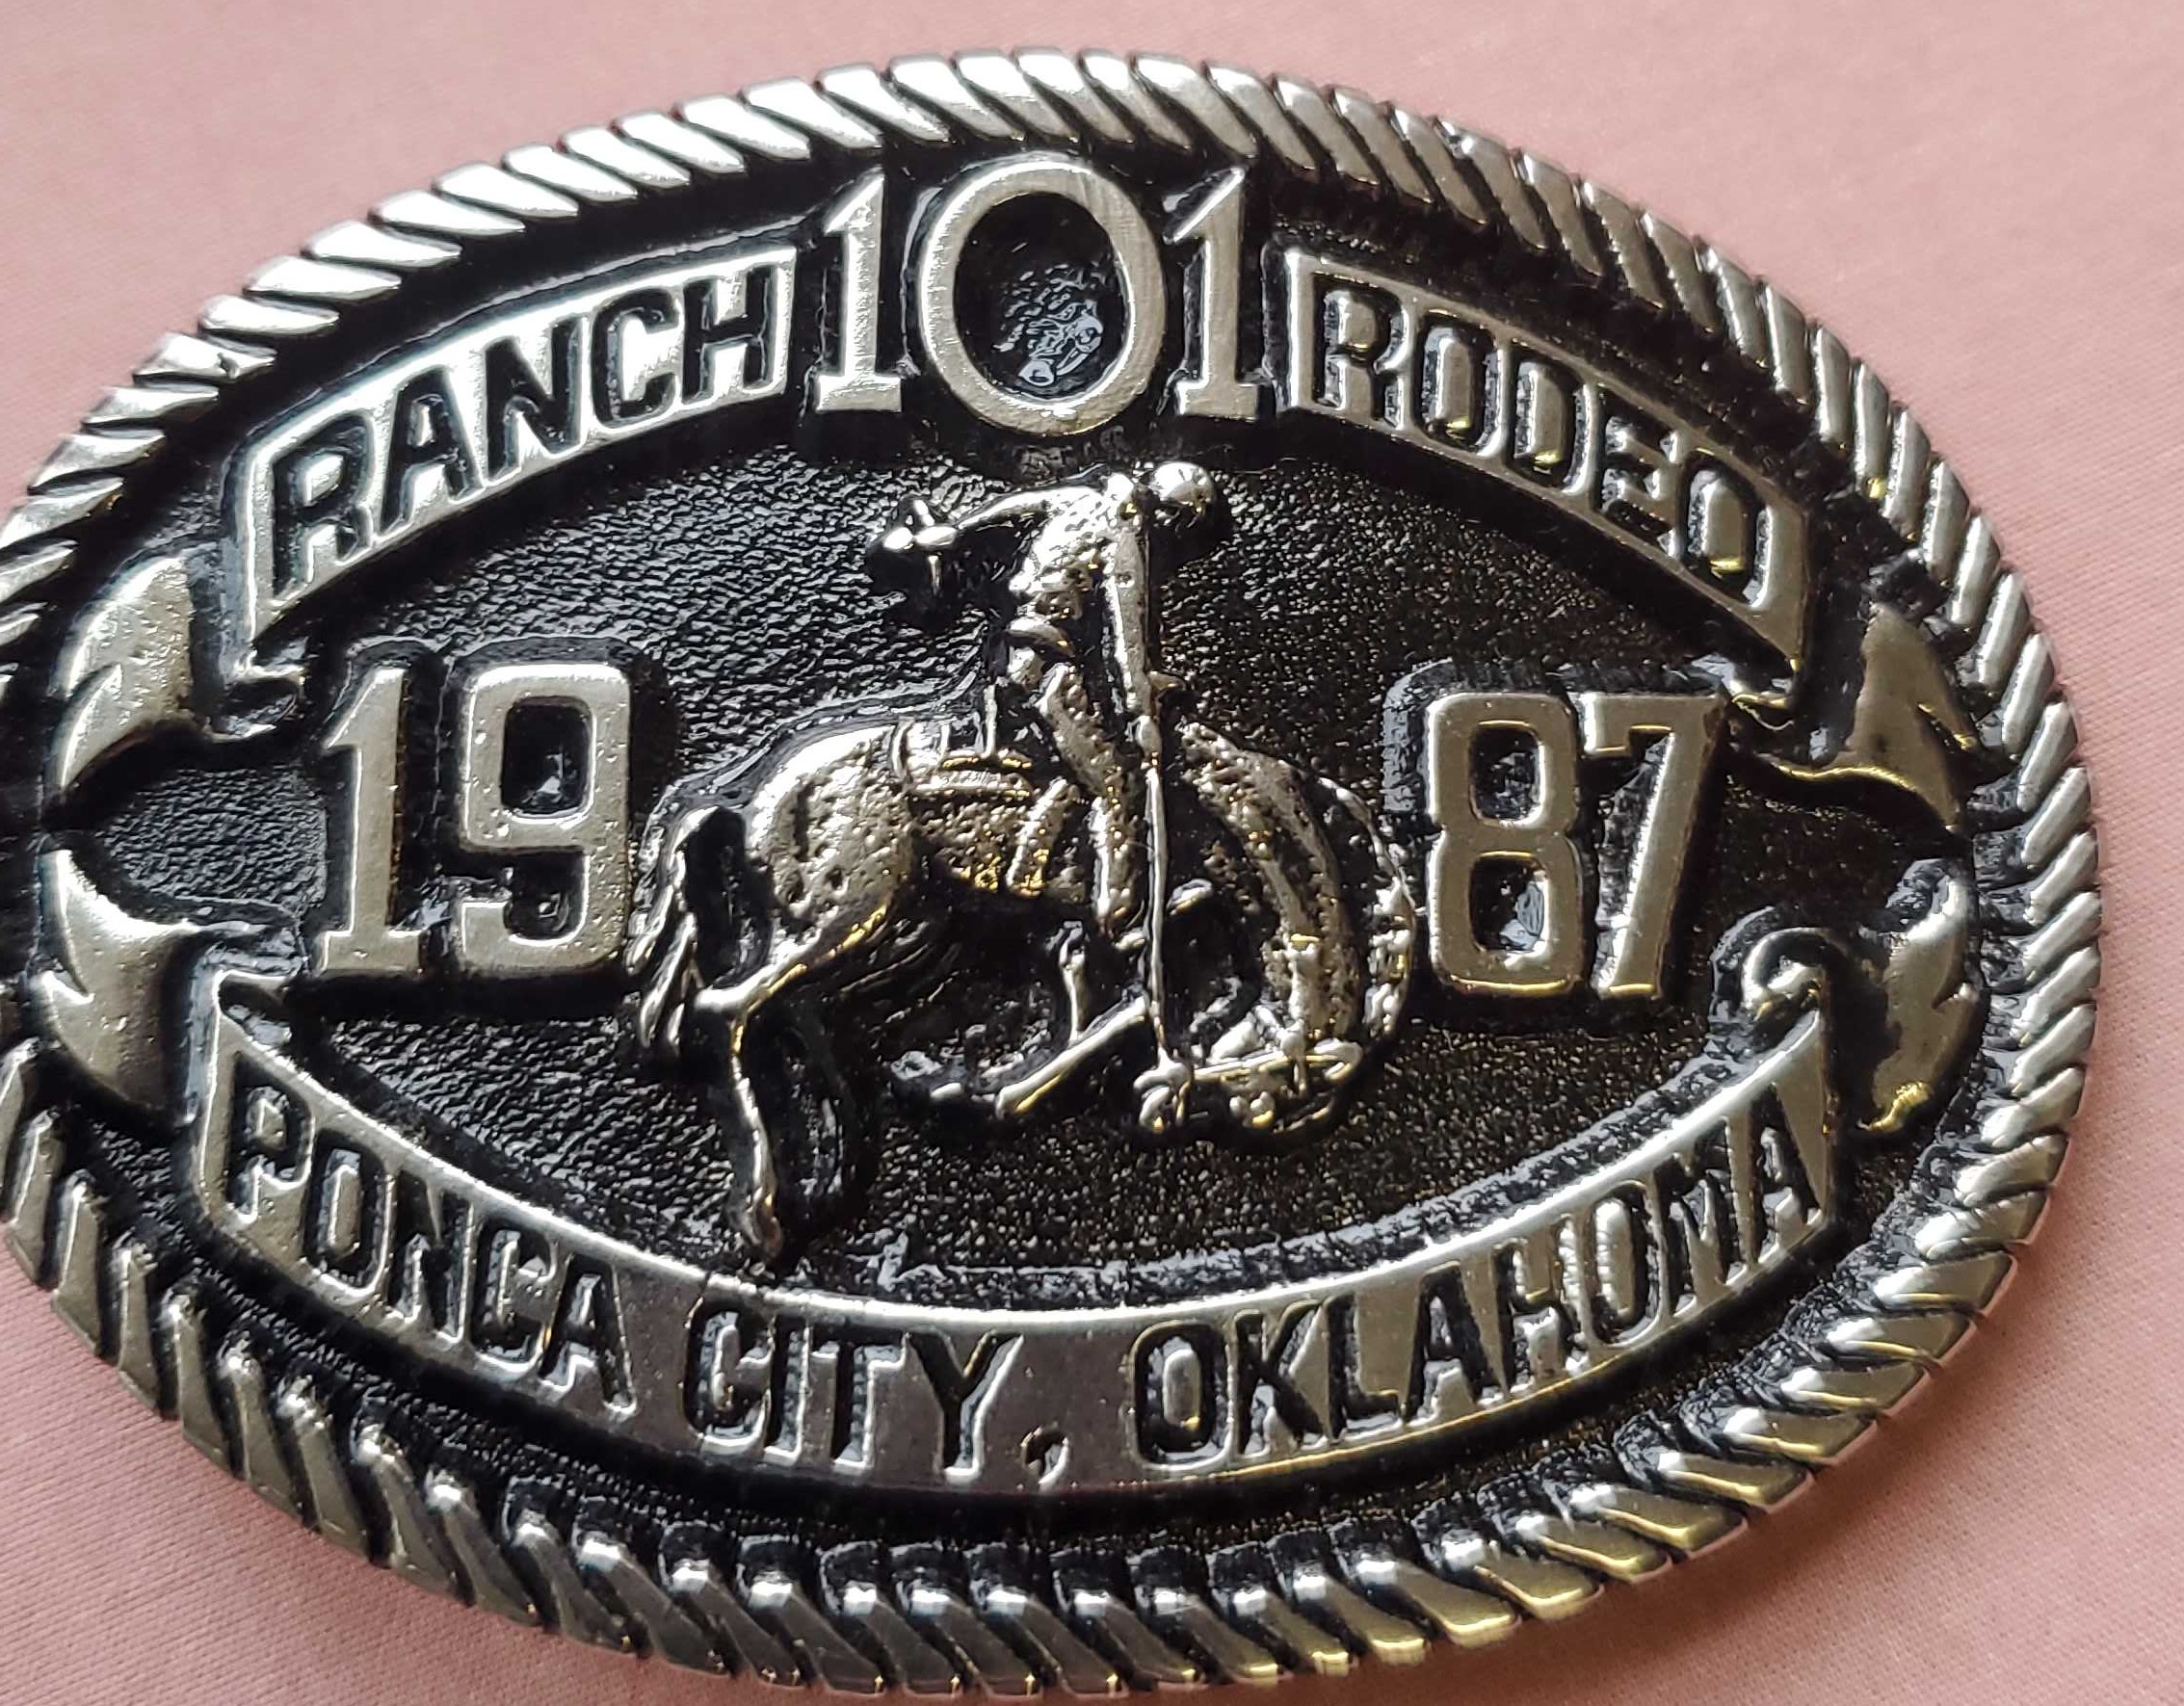 RANCH 101 RODEO
19 87
PONCA CITY, OKLAHOMA